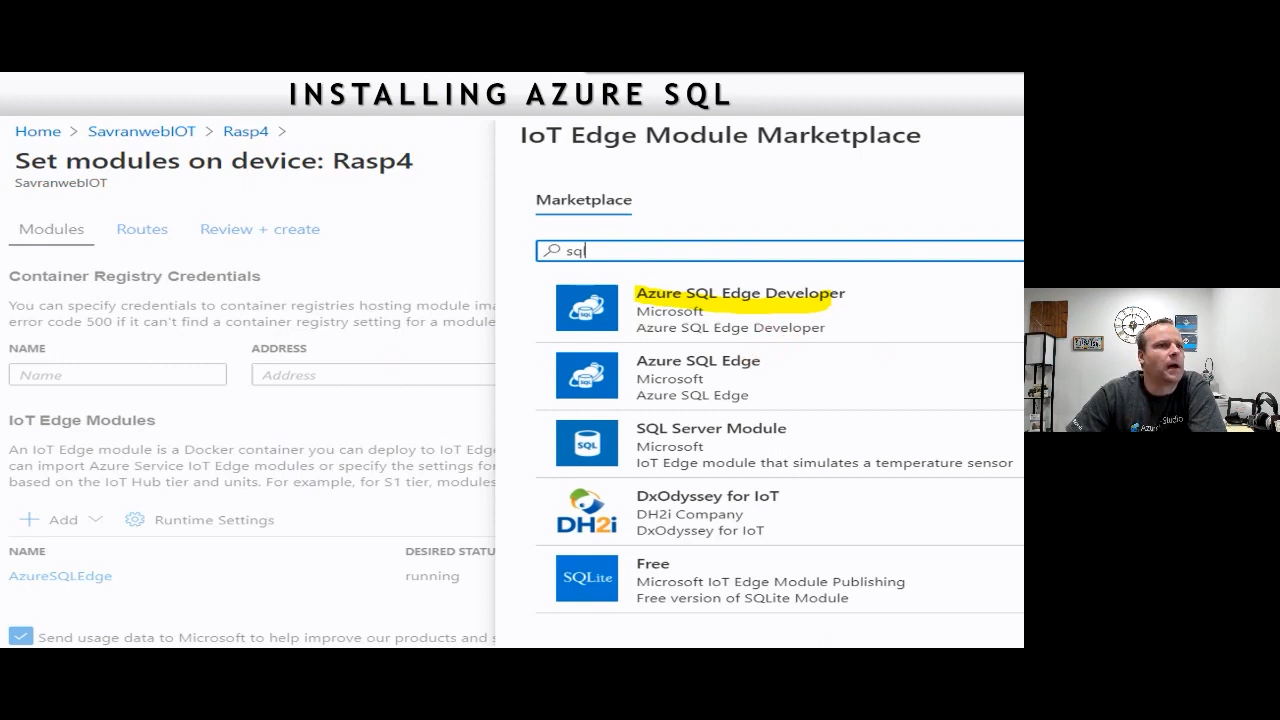 INSTALLING AZURE SQL
Home > SavranwebIOT > Rasp4 >
Set modules on device: Rasp4
SavranwebIOT
Modules Routes Review + create
Container Registry Credentials
You can specify credentials to container registries hosting module ima
error code 500 if it can't find a container registry setting for a module
NAME ADDRESS
Name Address
IoT Edge Modules
An IoT Edge module is a Docker container you can deploy to IoT Edge
can import Azure Service IoT Edge modules or specify the settings for
based on the IoT Hub tier and units. For example, for S1 tier, modules
Add Runtime Settings
NAME DESIRED STATU
AzureSQLEdge running
Send usage data to Microsoft to help improve our products and s
IoT Edge Module Marketplace
Marketplace
sql
Azure SQL Edge Developer
Microsoft
Azure SQL Edge Developer
SQL
Azure SQL Edge
Microsoft
Azure SQL Edge
SQL
SQL Server Module
Microsoft
IoT Edge module that simulates a temperature sensor
SQL
DxOdyssey for IoT
DH2i Company
DxOdyssey for IoT
DH2i
Free
Microsoft IoT Edge Module Publishing
Free version of SQLite Module
SQLite